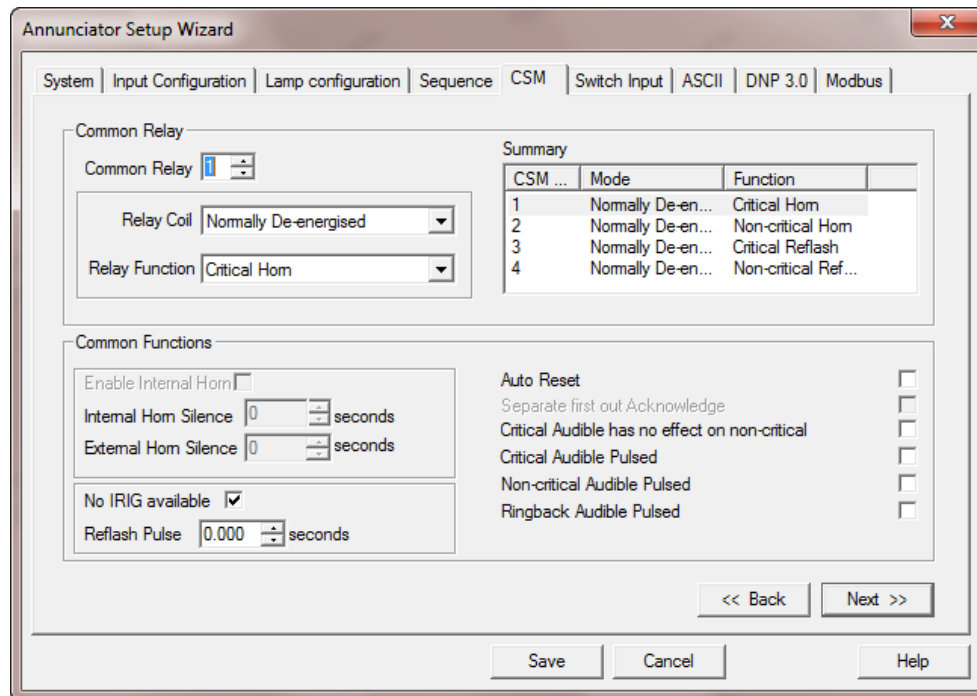 Annunciator Setup Wizard
System Input Configuration Lamp configuration Sequence CSM Switch Input ASCII DNP 3.0 Modbus
Common Relay
Common Relay 1
Relay Coil Normally De-energised
Relay Function Critical Horn
Summary
CSM ... Mode Function
1 Normally De-en... Critical Horn
2 Normally De-en... Non-critical Horn
3 Normally De-en... Critical Reflash
4 Normally De-en... Non-critical Ref...
Common Functions
Enable Internal Horn
Internal Horn Silence 0 seconds
External Horn Silence 0 seconds
No IRIG available
Reflash Pulse 0.000 seconds
Auto Reset
Separate first out Acknowledge
Critical Audible has no effect on non-critical
Critical Audible Pulsed
Non-critical Audible Pulsed
Ringback Audible Pulsed
<< Back Next >>
Save Cancel Help